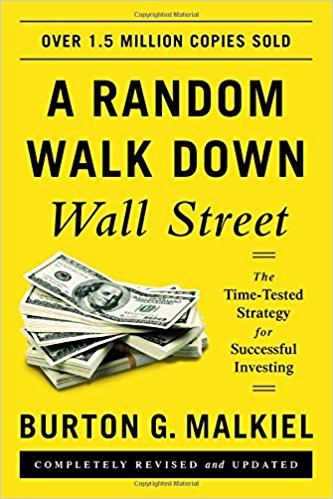 OVER 1.5 MILLION COPIES SOLD
A RANDOM
WALK DOWN
Wall Street
The
Time-Tested
Strategy
for
Successful
Investing
BURTON G. MALKIEL
COMPLETELY REVISED and UPDATED